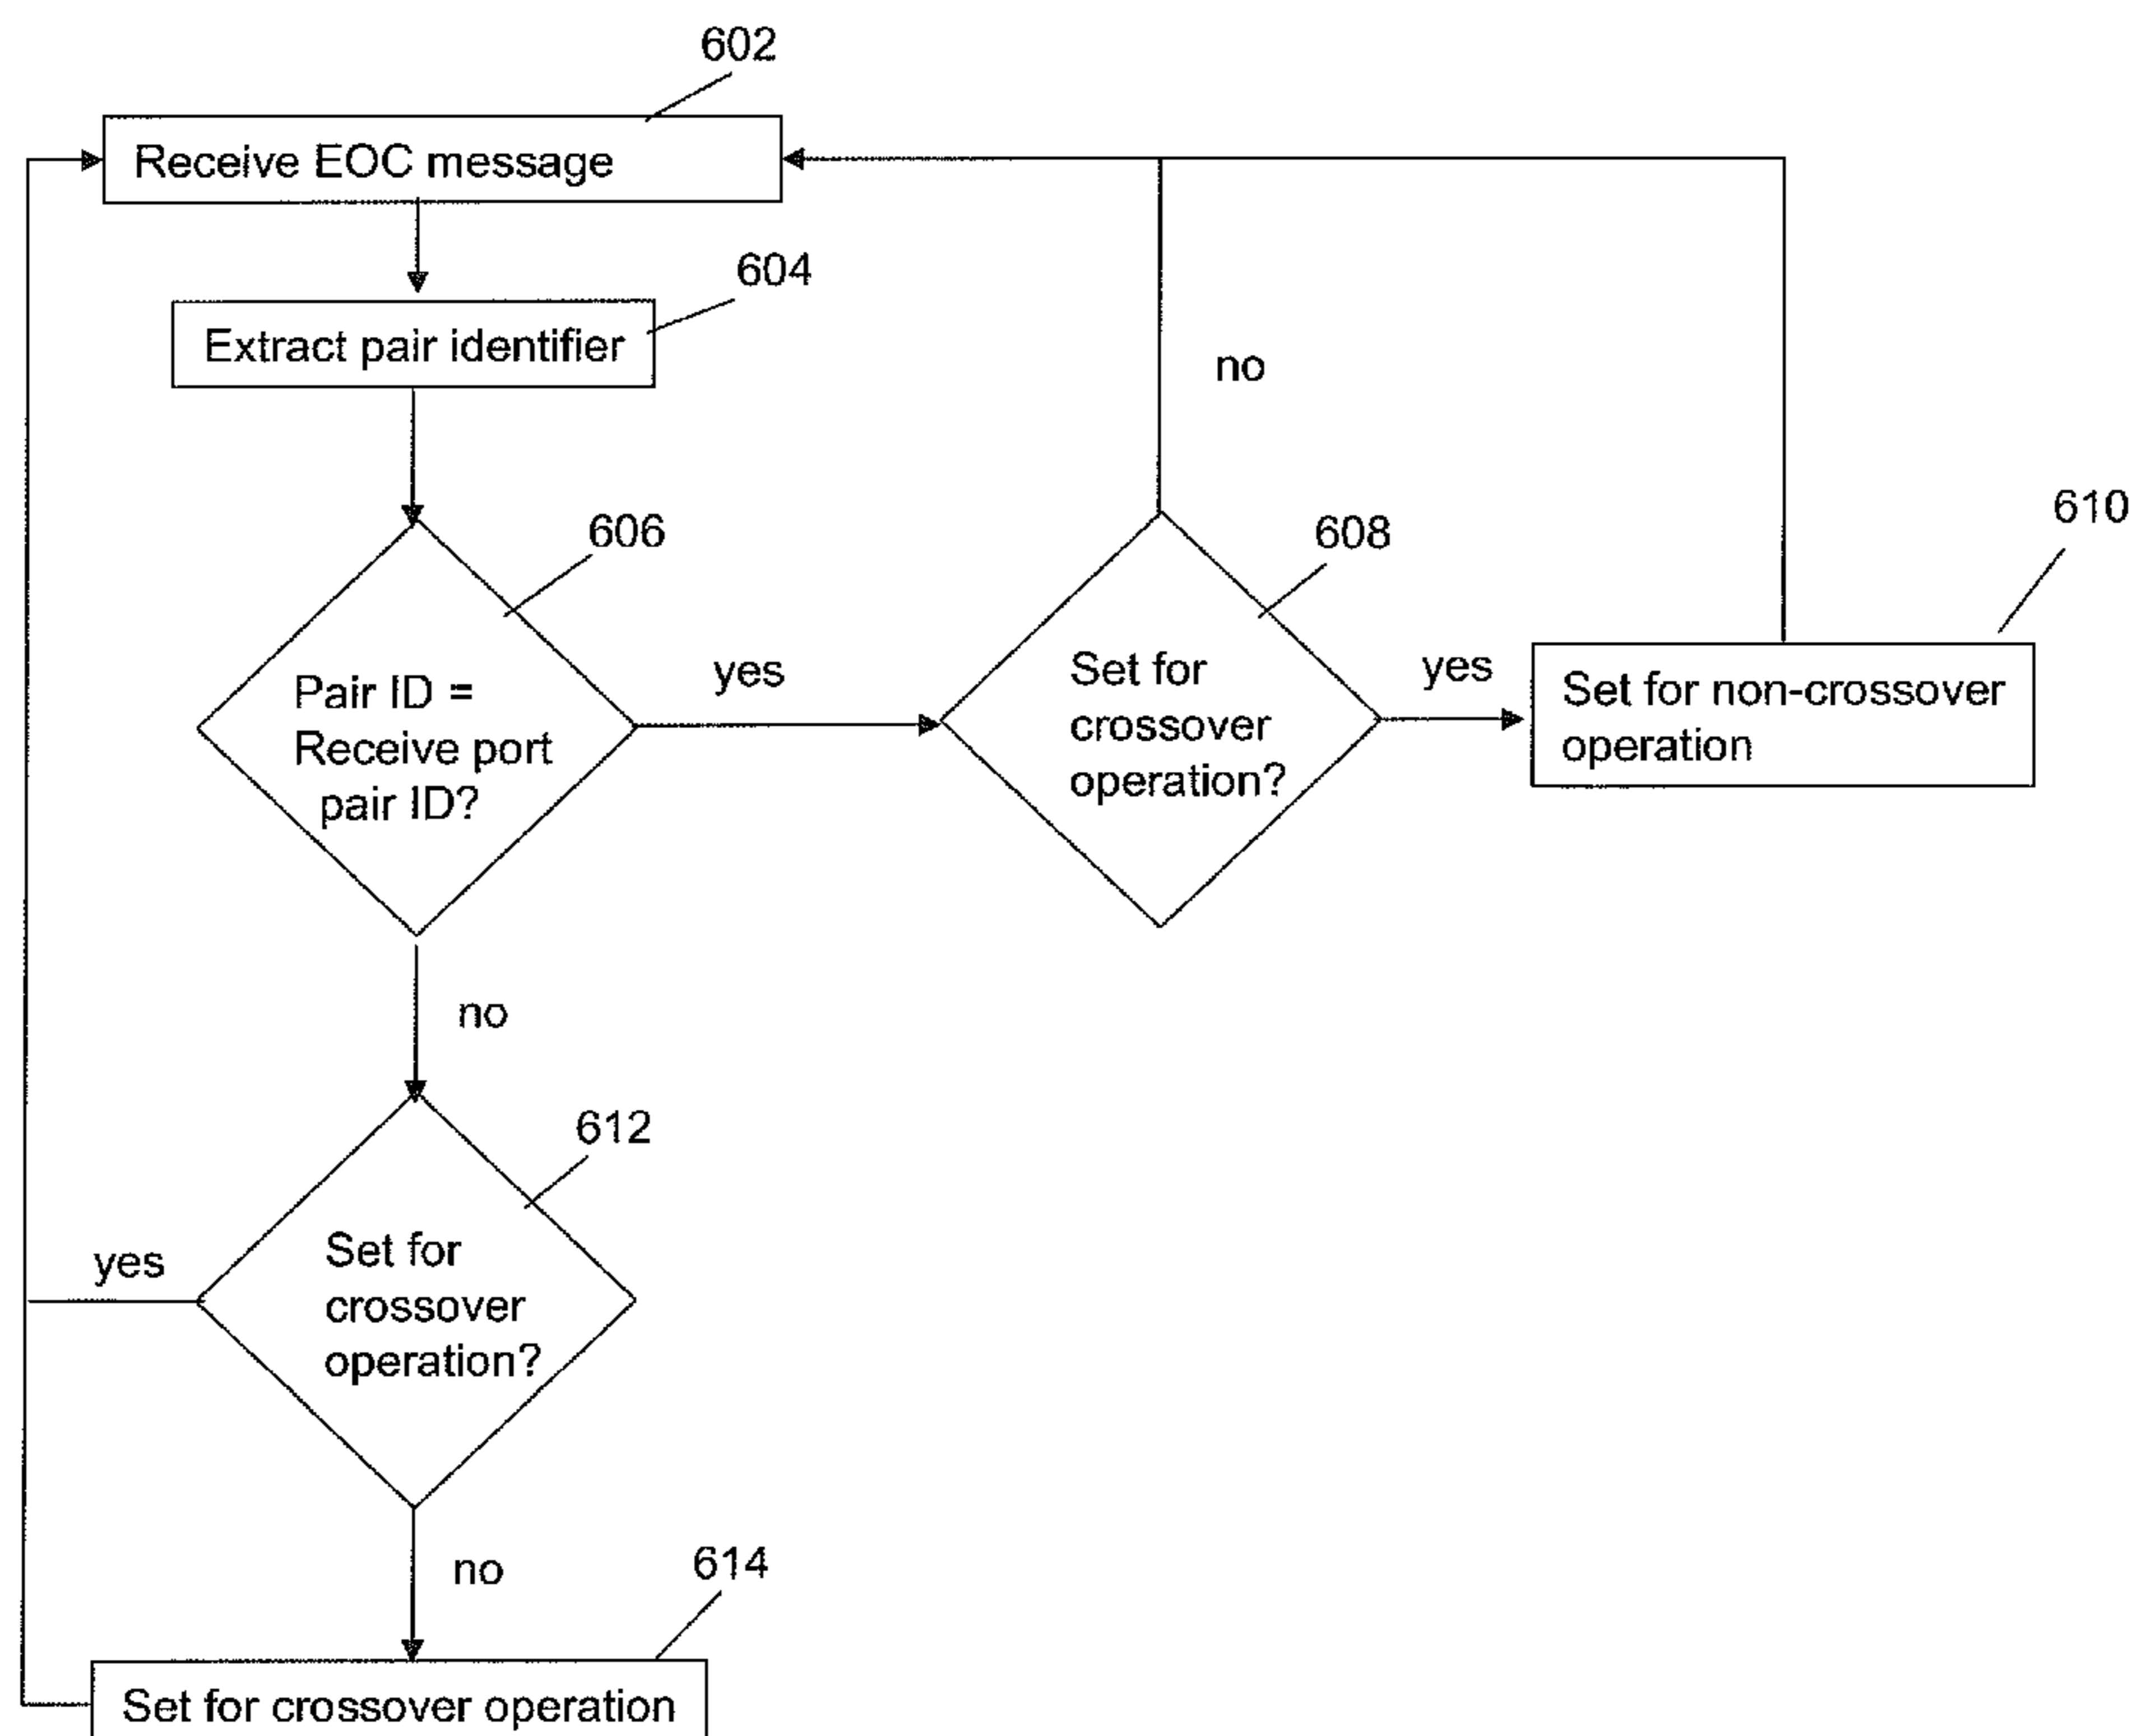 602
Receive EOC message
604
Extract pair identifier
no
610
606
608
Pair ID =
Receive port
pair ID?
yes
Set for
crossover
operation?
yes
Set for non-crossover
operation
no
612
yes
Set for
crossover
operation?
no
614
Set for crossover operation